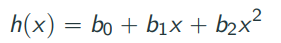 h(x) = b₀ + b₁x + b₂x²